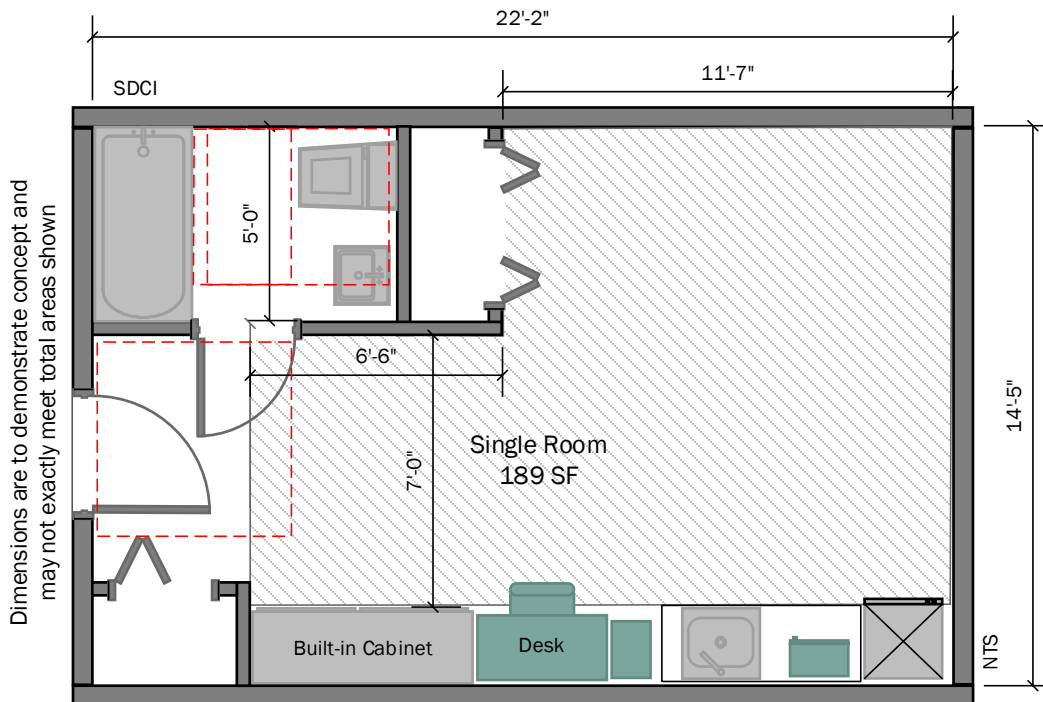 22'-2"
11'-7"
SDCI
Dimensions are to demonstrate concept and
may not exactly meet total areas shown
5'-0"
6'-6"
14'-5"
Single Room
189 SF
7'-0"
Built-in Cabinet
Desk
NTS